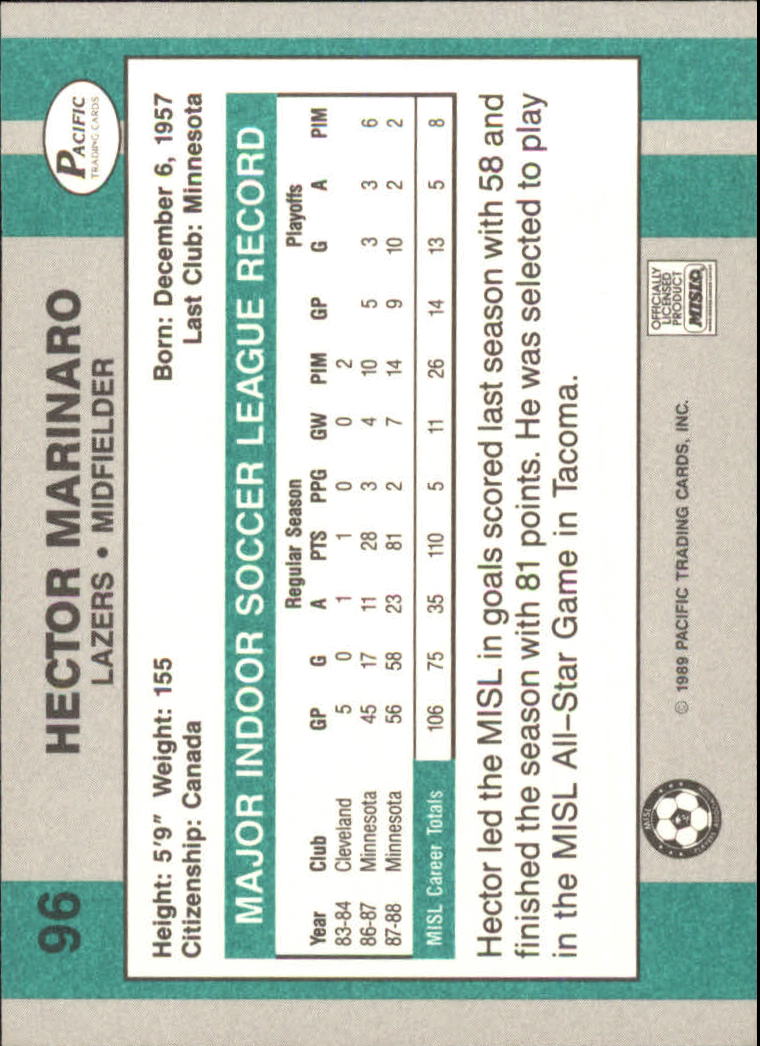 96
HECTOR MARINARO
LAZERS • MIDFIELDER
PACIFIC
TRADING CARDS
Height: 5'9" Weight: 155 Born: December 6, 1957
Citizenship: Canada Last Club: Minnesota
MAJOR INDOOR SOCCER LEAGUE RECORD
Regular Season Playoffs
Year Club GP G A PTS PPG GW PIM GP G A PIM
83-84 Cleveland 5 0 1 1 0 0 2
86-87 Minnesota 45 17 11 28 3 4 10 5 3 3 6
87-88 Minnesota 56 58 23 81 2 7 14 9 10 2 2
MISL Career Totals 106 75 35 110 5 11 26 14 13 5 8
Hector led the MISL in goals scored last season with 58 and
finished the season with 81 points. He was selected to play
in the MISL All–Star Game in Tacoma.
MISL
© 1989 PACIFIC TRADING CARDS, INC.
OFFICIALLY
LICENSED
PRODUCT
MISL